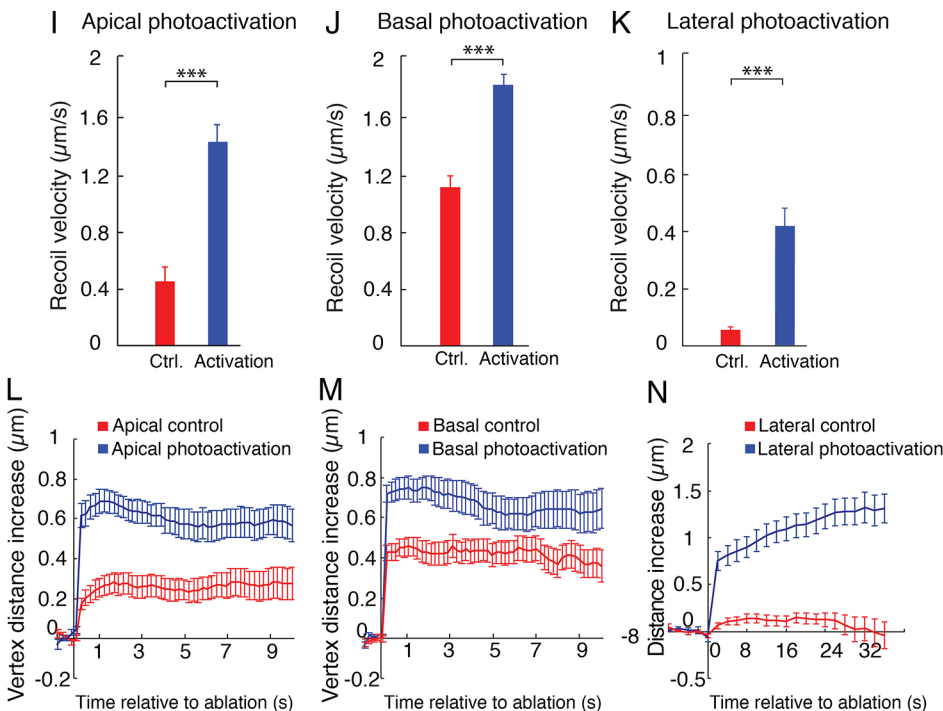 I Apical photoactivation
Recoil velocity (µm/s)
2
1.6
1.2
0.8
0.4
0
***
Ctrl. Activation
J Basal photoactivation
Recoil velocity (µm/s)
2
1.6
1.2
0.8
0.4
0
***
Ctrl. Activation
K Lateral photoactivation
Recoil velocity (µm/s)
1
0.8
0.6
0.4
0.2
0
***
Ctrl. Activation
L
Apical control
Apical photoactivation
Vertex distance increase (µm)
1
0.8
0.6
0.4
0.2
0
-0.2
1 3 5 7 9
Time relative to ablation (s)
M
Basal control
Basal photoactivation
Vertex distance increase (µm)
1
0.8
0.6
0.4
0.2
0
-0.2
1 3 5 7 9
Time relative to ablation (s)
N
Lateral control
Lateral photoactivation
Distance increase (µm)
2
1.5
1
0.5
0
-0.5
-8 0 8 16 24 32
Time relative to ablation (s)